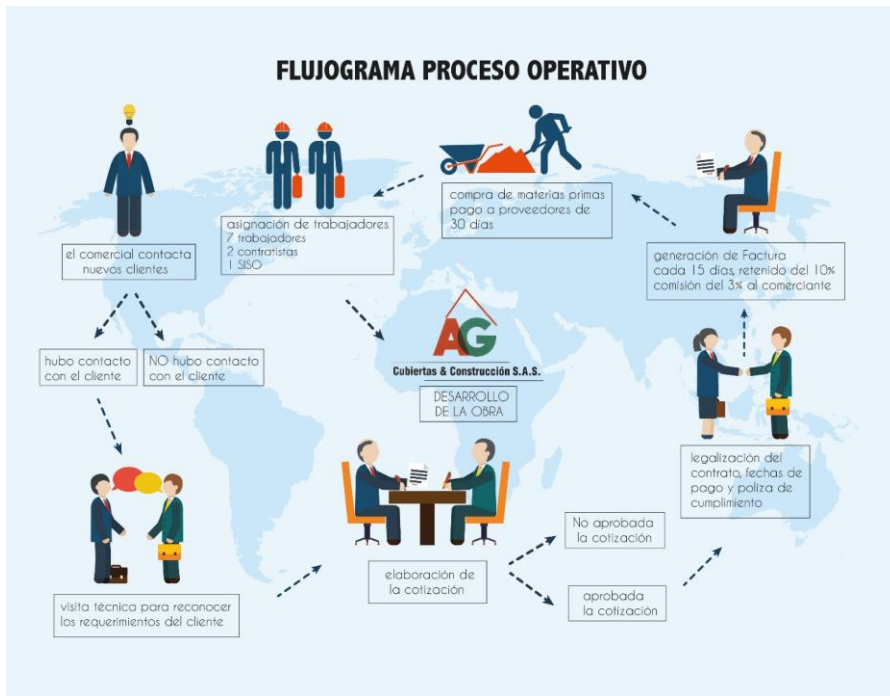 FLUJOGRAMA PROCESO OPERATIVO
el comercial contacta
nuevos clientes
asignación de trabajadores
7 trabajadores
2 contratistas
1 SISO
compra de materias primas
pago a proveedores de
30 días
generación de Factura
cada 15 días, retenido del 10%
comisión del 3% al comerciante
hubo contacto
con el cliente
NO hubo contacto
con el cliente
AG
Cubiertas & Construcción S.A.S.
DESARROLLO
DE LA OBRA
legalización del
contrato, fechas de
pago y poliza de
cumplimiento
visita técnica para reconocer
los requerimientos del cliente
elaboración de
la cotización
No aprobada
la cotización
aprobada
la cotización